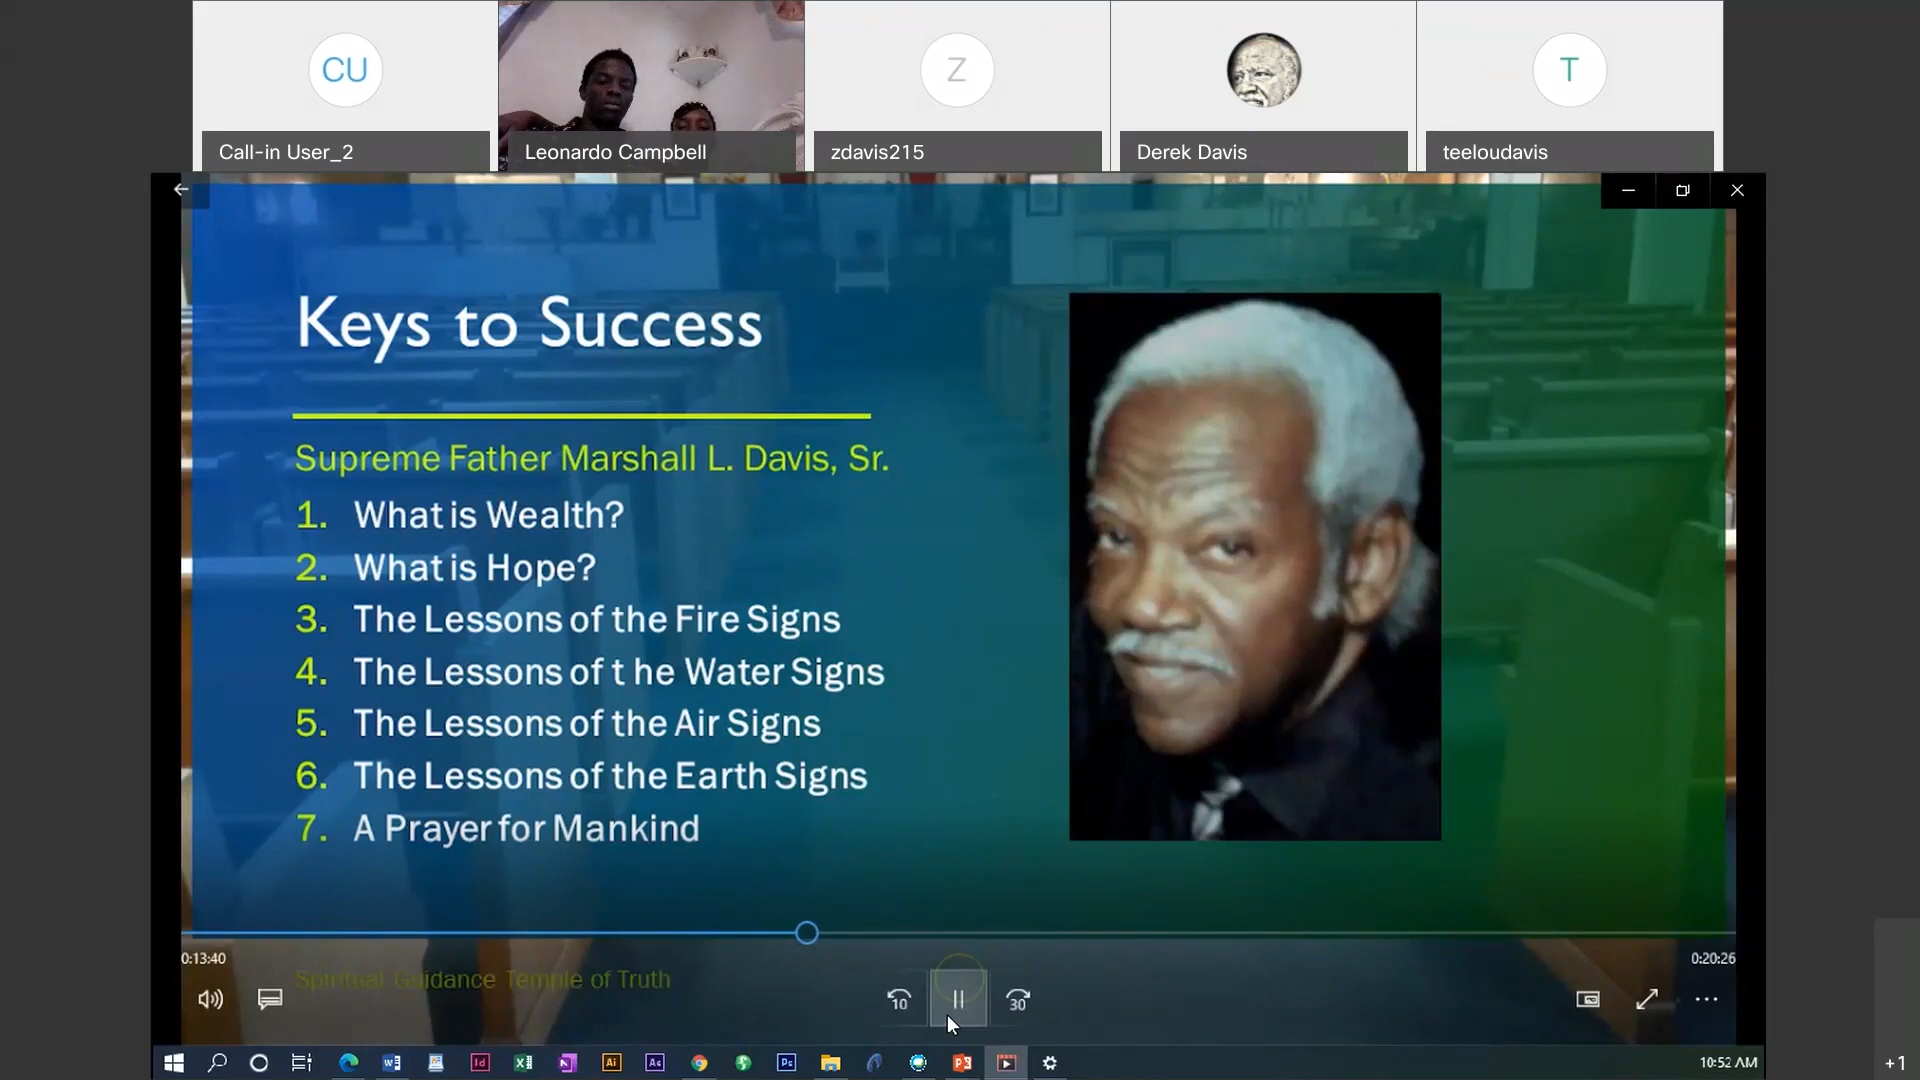 CU
Z
T
Call-in User_2
Leonardo Campbell
zdavis215
Derek Davis
teeloudavis
Keys to Success
Supreme Father Marshall L. Davis, Sr.
1. What is Wealth?
2. What is Hope?
3. The Lessons of the Fire Signs
4. The Lessons of t he Water Signs
5. The Lessons of the Air Signs
6. The Lessons of the Earth Signs
7. A Prayer for Mankind
0:13:40
0:20:26
Spiritual Guidance Temple of Truth
10
30
Id
Ai
Ps
10:52 AM
+1